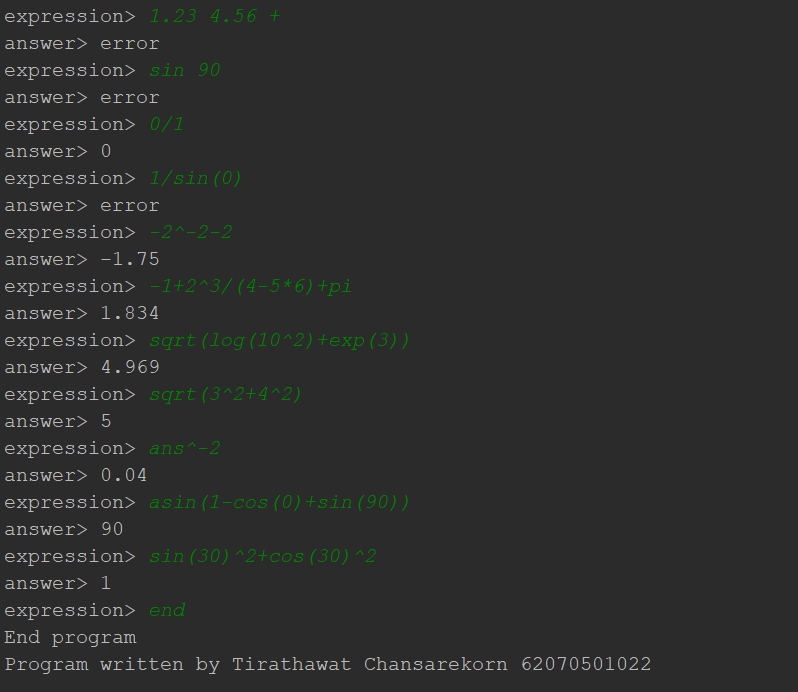 expression> 1.23 4.56 +
answer> error
expression> sin 90
answer> error
expression> 0/1
answer> 0
expression> 1/sin(0)
answer> error
expression> -2^-2-2
answer> -1.75
expression> -1+2^3/(4-5*6)+pi
answer> 1.834
expression> sqrt(log(10^2)+exp(3))
answer> 4.969
expression> sqrt(3^2+4^2)
answer> 5
expression> ans^-2
answer> 0.04
expression> asin(1-cos(0)+sin(90))
answer> 90
expression> sin(30)^2+cos(30)^2
answer> 1
expression> end
End program
Program written by Tirathawat Chansarekorn 62070501022